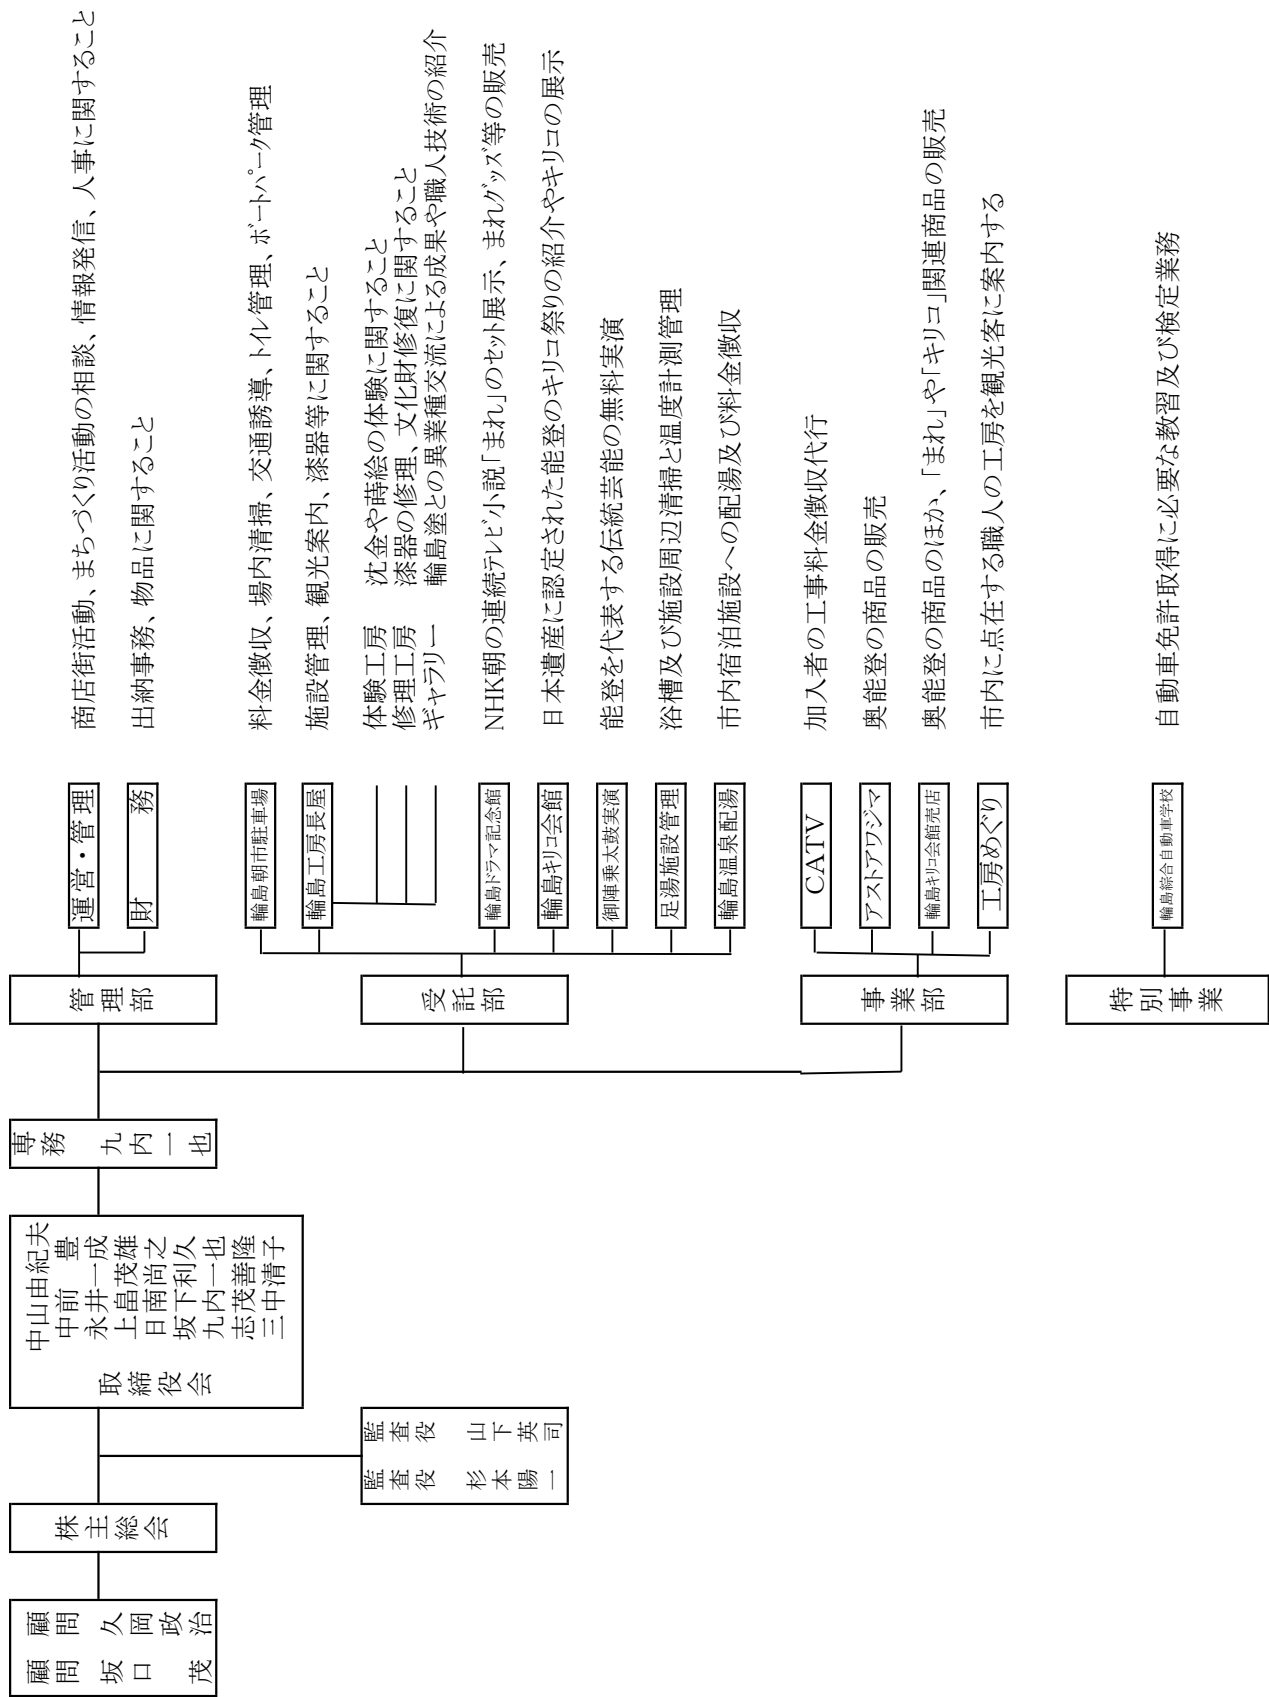 顧問 久岡政治
顧問 坂口 茂
株主総会
監査役 山下英司
監査役 杉本陽一
取締役会
中山由紀夫
中前 豊
永井一成
上畠茂雄
日南尚之
坂下利久
九内一也
志茂善隆
三中清子
専務 九内一也
管理部
運営・管理 商店街活動、まちづくり活動の相談、情報発信、人事に関すること
財務 出納事務、物品に関すること
受託部
輪島朝市駐車場 料金徴収、場内清掃、交通誘導、トイレ管理、ボートパーク管理
輪島工房長屋 施設管理、観光案内、漆器等に関すること
体験工房 沈金や蒔絵の体験に関すること
修理工房 漆器の修理、文化財修復に関すること
ギャラリー 輪島塗との異業種交流による成果や職人技術の紹介
輪島ドラマ記念館 NHK朝の連続テレビ小説「まれ」のセット展示、まれグッズ等の販売
輪島キリコ会館 日本遺産に認定された能登のキリコ祭りの紹介やキリコの展示
御陣乗太鼓実演 能登を代表する伝統芸能の無料実演
足湯施設管理 浴槽及び施設周辺清掃と温度計測管理
輪島温泉配湯 市内宿泊施設への配湯及び料金徴収
事業部
CATV 加入者の工事料金徴収代行
アストアワジマ 奥能登の商品の販売
輪島キリコ会館売店 奥能登の商品のほか、「まれ」や「キリコ」関連商品の販売
工房めぐり 市内に点在する職人の工房を観光客に案内する
特別事業
輪島綜合自動車学校 自動車免許取得に必要な教習及び検定業務